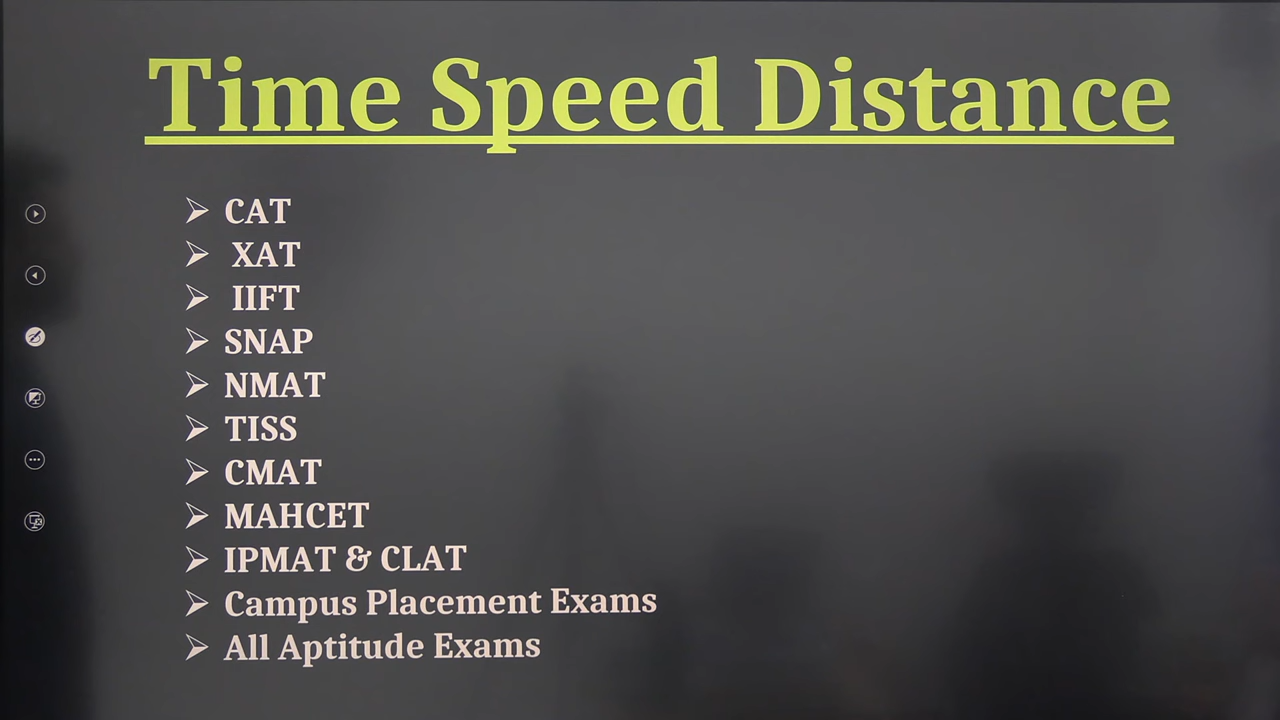 Time Speed Distance
➢ CAT
➢ XAT
➢ IIFT
➢ SNAP
➢ NMAT
➢ TISS
➢ CMAT
➢ MAHCET
➢ IPMAT & CLAT
➢ Campus Placement Exams
➢ All Aptitude Exams